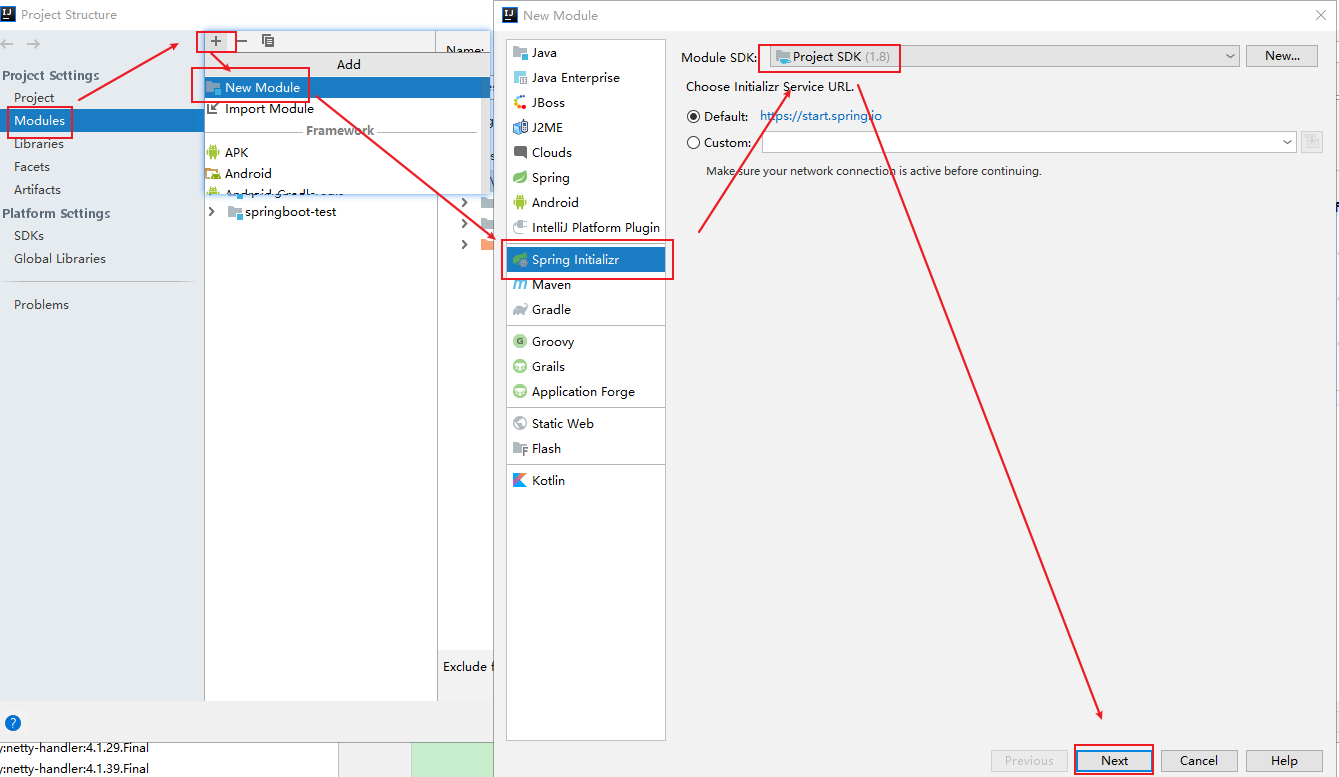 Project Structure
Project Settings
Project
Modules
Libraries
Facets
Artifacts
Platform Settings
SDKs
Global Libraries
Problems
Add
New Module
Import Module
Framework
APK
Android
springboot-test
Name:
Exclude f
y:netty-handler:4.1.29.Final
y:netty-handler:4.1.39.Final
New Module
Java
Java Enterprise
JBoss
J2ME
Clouds
Spring
Android
IntelliJ Platform Plugin
Spring Initializr
Maven
Gradle
Groovy
Grails
Application Forge
Static Web
Flash
Kotlin
Module SDK: Project SDK (1.8) New...
Choose Initializr Service URL.
Default: https://start.spring.io
Custom:
Make sure your network connection is active before continuing.
Previous Next Cancel Help